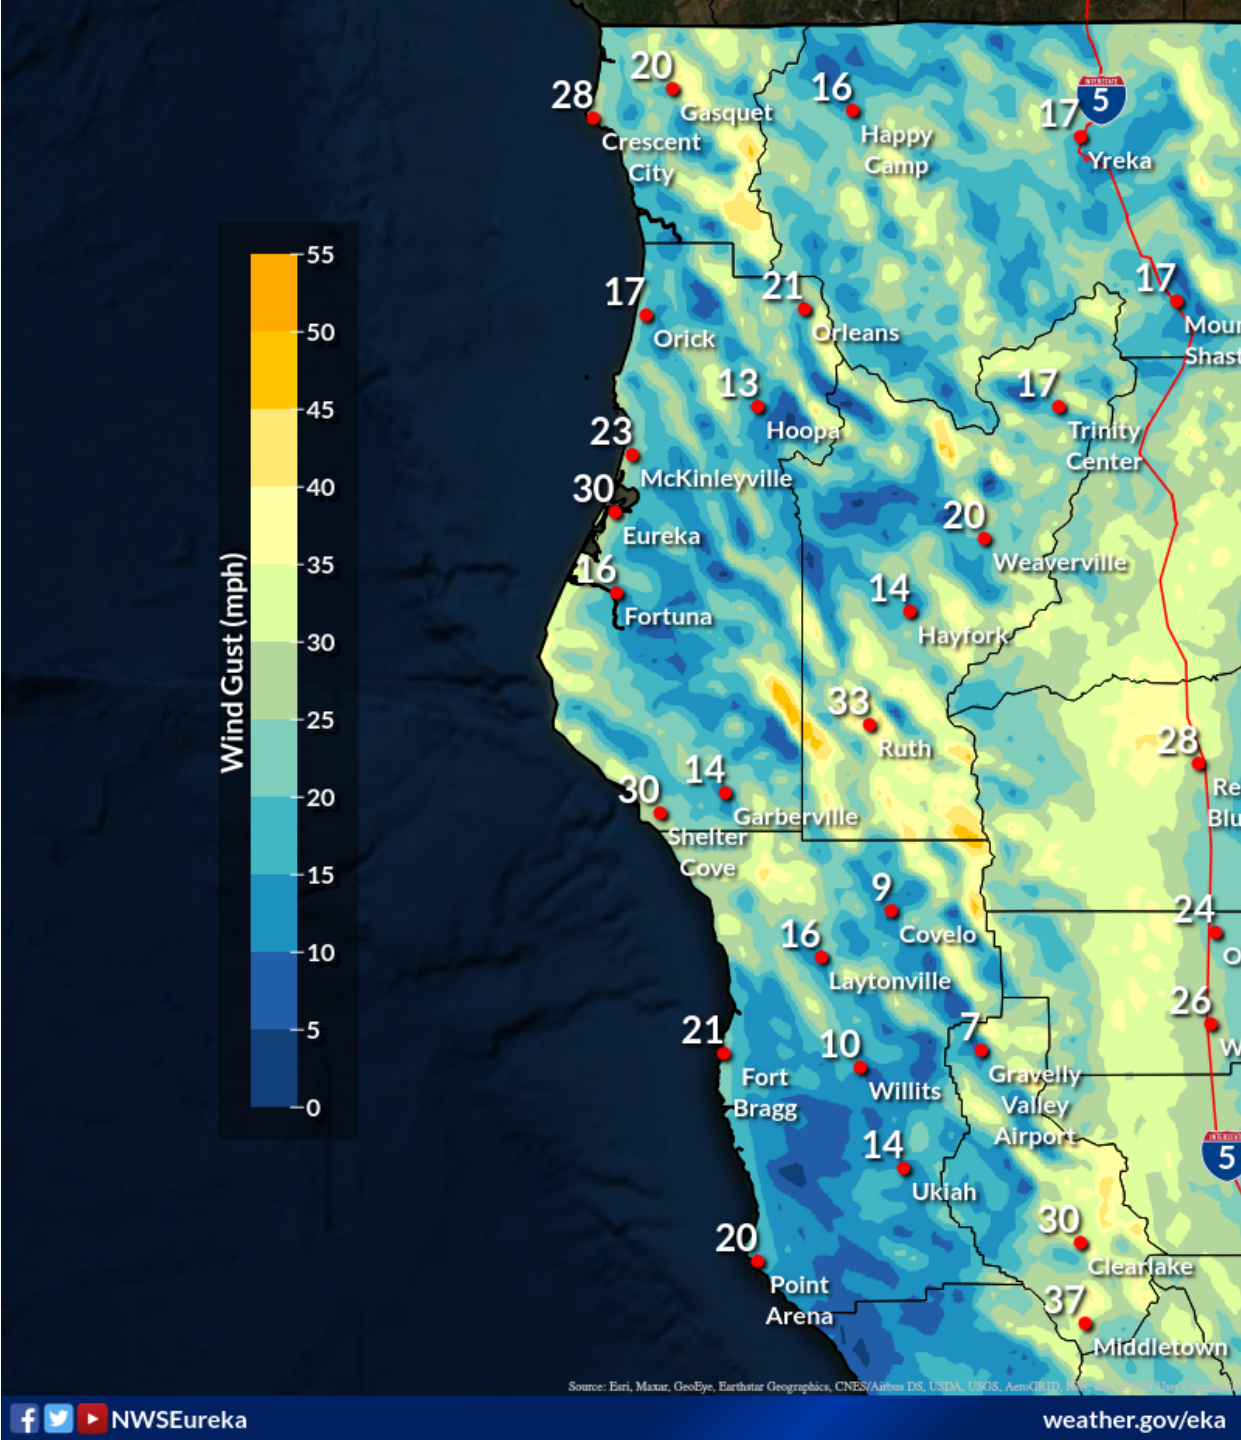 20
Gasquet
28
Crescent
City
16
Happy
Camp
INTERSTATE
5
17
Yreka
55
50
45
40
35
30
25
20
15
10
5
0
Wind Gust (mph)
17
Orick
21
Orleans
17
Moun
Shast
13
Hoopa
17
Trinity
Center
23
McKinleyville
30
Eureka
20
Weaverville
16
Fortuna
14
Hayfork
33
Ruth
28
Re
Blu
14
Garberville
30
Shelter
Cove
9
Covelo
24
O
16
Laytonville
26
W
21
Fort
Bragg
10
Willits
7
Gravelly
Valley
Airport
14
Ukiah
INTERSTATE
5
20
Point
Arena
30
Clearlake
37
Middletown
Source: Esri, Maxar, GeoEye, Earthstar Geographics, CNES/Airbus DS, USDA, USGS, AeroGRID,
NWSEureka
weather.gov/eka